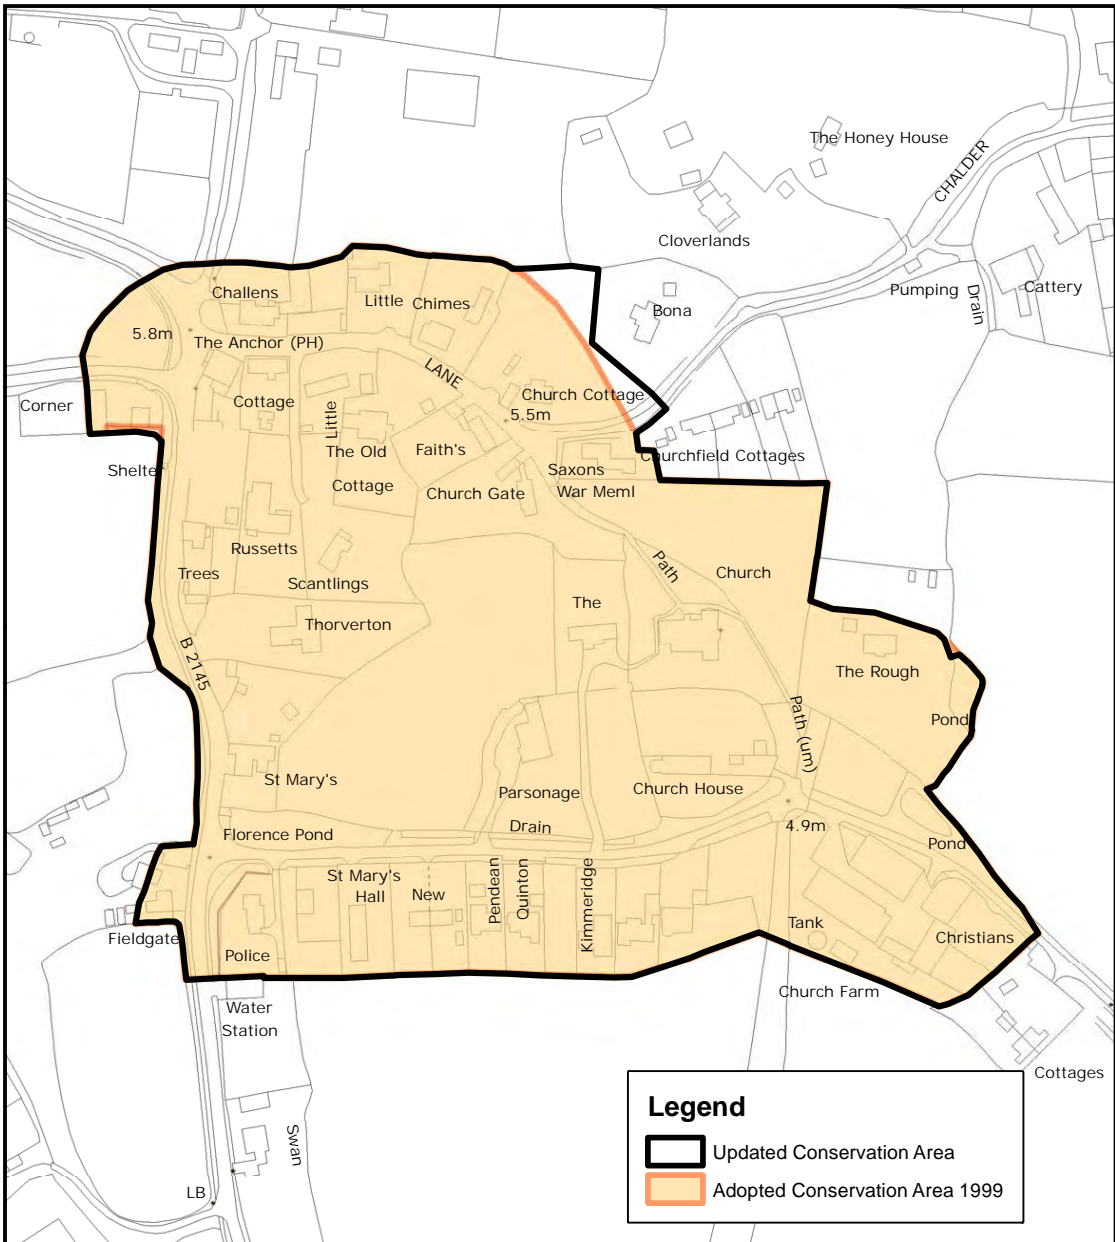 The Honey House
CHALDER
Cloverlands
Pumping
Drain
Cattery
Challens
Little
Chimes
Bona
5.8m
The Anchor (PH)
LANE
Church Cottage
Corner
Cottage
Little
5.5m
The Old
Faith's
Churchfield Cottages
Shelter
Saxons
Cottage
Church Gate
War Meml
Russetts
Path
Church
Trees
Scantlings
The
Thorverton
B 2145
The Rough
Path (um)
Pond
St Mary's
Parsonage
Church House
Drain
Florence Pond
4.9m
Pond
St Mary's
Hall
New
Pendean
Quinton
Kimmeridge
Tank
Christians
Fieldgate
Police
Church Farm
Water
Station
Cottages
Swan
LB
Legend
Updated Conservation Area
Adopted Conservation Area 1999